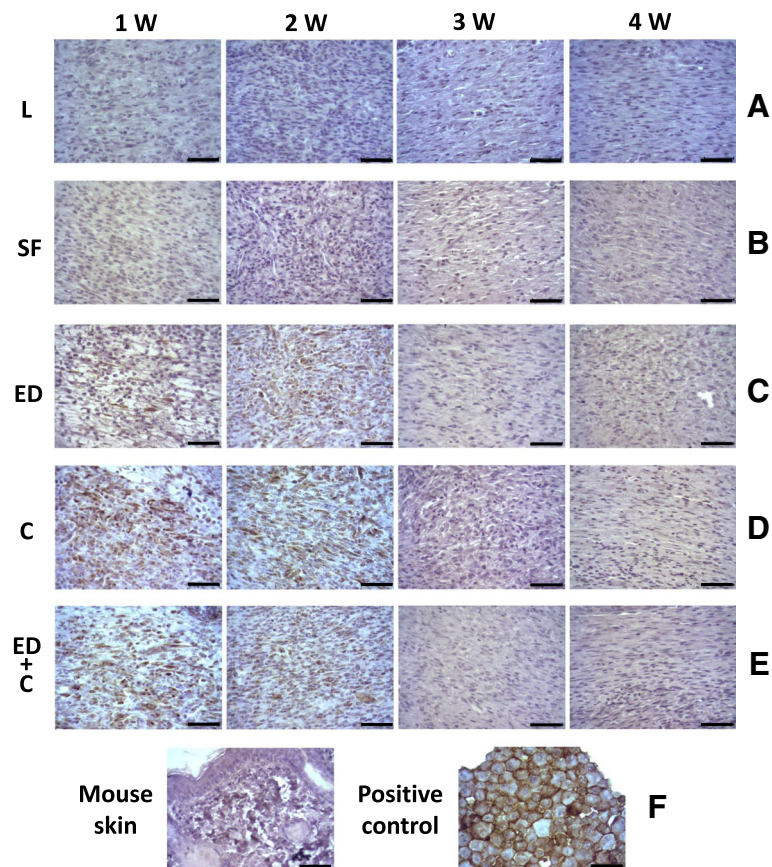 1 W 2 W 3 W 4 W
L A
SF B
ED C
C D
ED
+
C
E
Mouse
skin
Positive
control
F